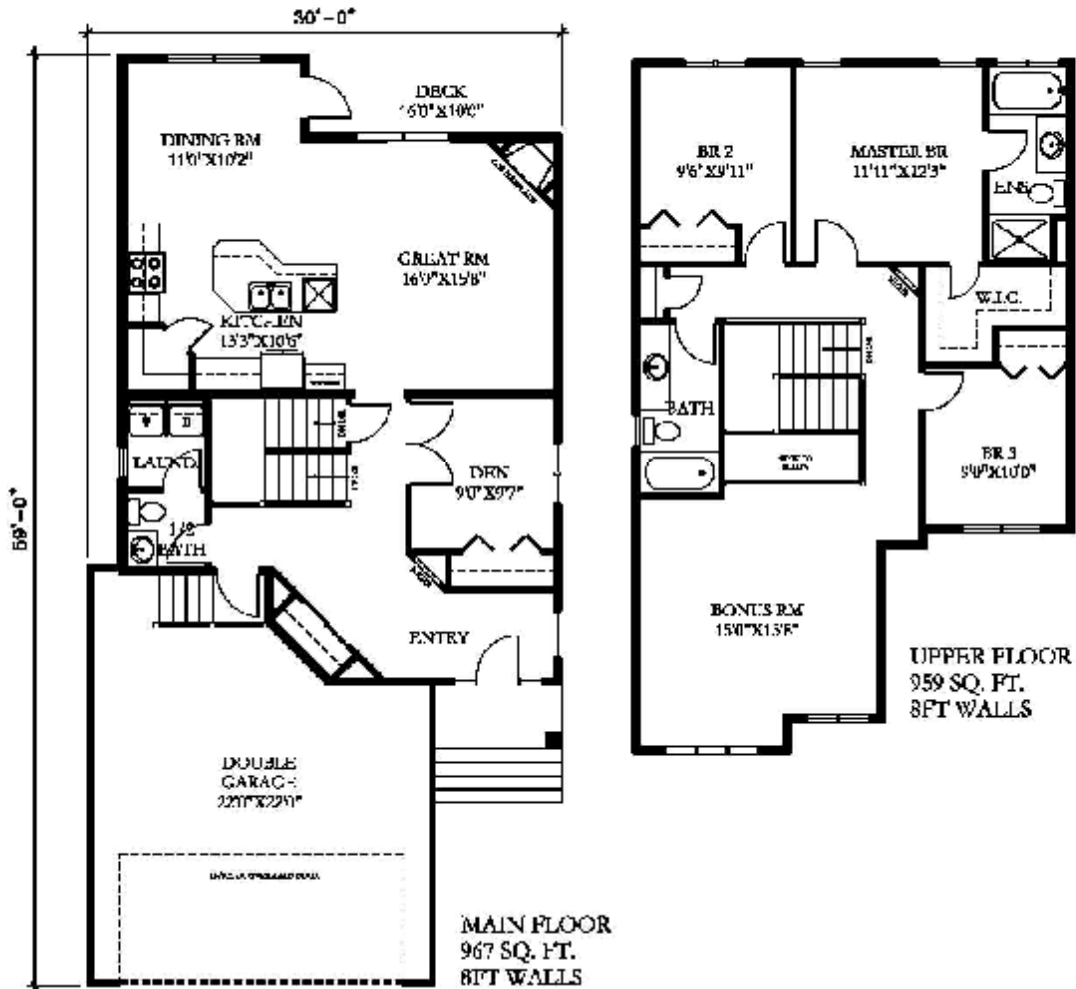 30'-0"
59'-0"
DECK
16'0"X10'0"
DINING RM
11'0"X10'2"
GREAT RM
16'0"X15'8"
KITCHEN
13'3"X10'6"
W
D
LAUND.
1/2
BATH
DEN
9'0"X9'7"
ENTRY
DOUBLE
GARAGE
22'0"X22'0"
MAIN FLOOR
967 SQ. FT.
8FT WALLS
BR 2
9'6"X9'11"
MASTER BR
11'11"X12'3"
ENS.
W.I.C.
BATH
BR 3
9'0"X10'0"
BONUS RM
15'0"X15'8"
UPPER FLOOR
959 SQ. FT.
8FT WALLS